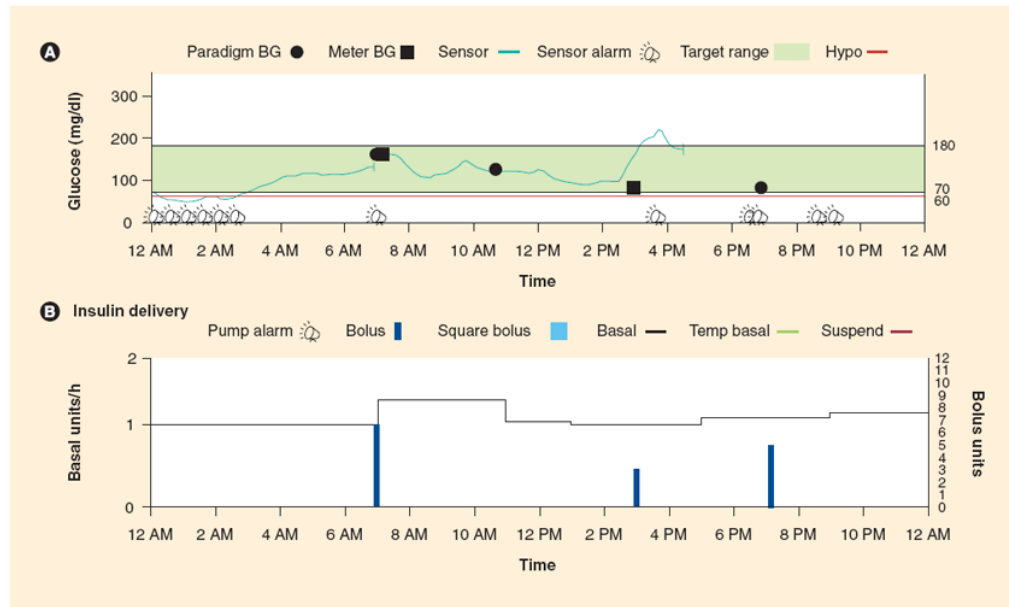 A
Paradigm BG Meter BG Sensor Sensor alarm Target range Hypo
Glucose (mg/dl)
300
200
100
0
180
70
60
12 AM 2 AM 4 AM 6 AM 8 AM 10 AM 12 PM 2 PM 4 PM 6 PM 8 PM 10 PM 12 AM
Time
B Insulin delivery
Pump alarm Bolus Square bolus Basal Temp basal Suspend
Basal units/h
2
1
0
12
11
10
9
8
7
6
5
4
3
2
1
0
Bolus units
12 AM 2 AM 4 AM 6 AM 8 AM 10 AM 12 PM 2 PM 4 PM 6 PM 8 PM 10 PM 12 AM
Time